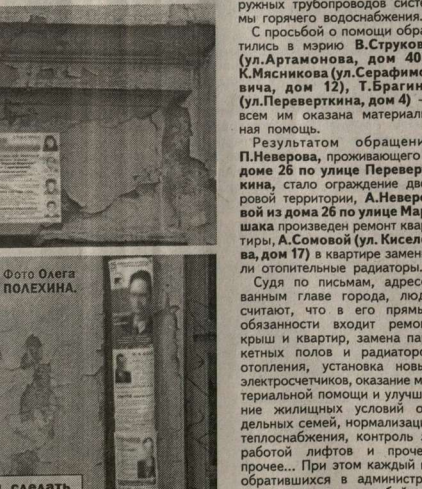 Фото Олега
ПОЛЕХИНА.
сделать
ружных трубопроводов систе
мы горячего водоснабжения.
С просьбой о помощи обра
тились в мэрию В.Струков
(ул.Артамонова, дом 40
К.Мясникова (ул.Серафимо
вича, дом 12), Т.Брагин
(ул.Переверткина, дом 4) –
всем им оказана материаль
ная помощь.
Результатом обращени
П.Неверова, проживающего
доме 26 по улице Перевер
кина, стало ограждение дво
ровой территории, А.Неверо
вой из дома 26 по улице Мар
шака произведен ремонт квар
тиры, А.Сомовой (ул. Киселе
ва, дом 17) в квартире замен
ли отопительные радиаторы.
Судя по письмам, адресо
ванным главе города, люд
считают, что в его прямы
обязанности входит ремо
крыш и квартир, замена па
кетных полов и радиаторо
отопления, установка новы
электросчетчиков, оказание м
териальной помощи и улучш
ние жилищных условий о
дельных семей, нормализаци
теплоснабжения, контроль з
работой лифтов и проче
прочее... При этом каждый и
обратившихся в администр